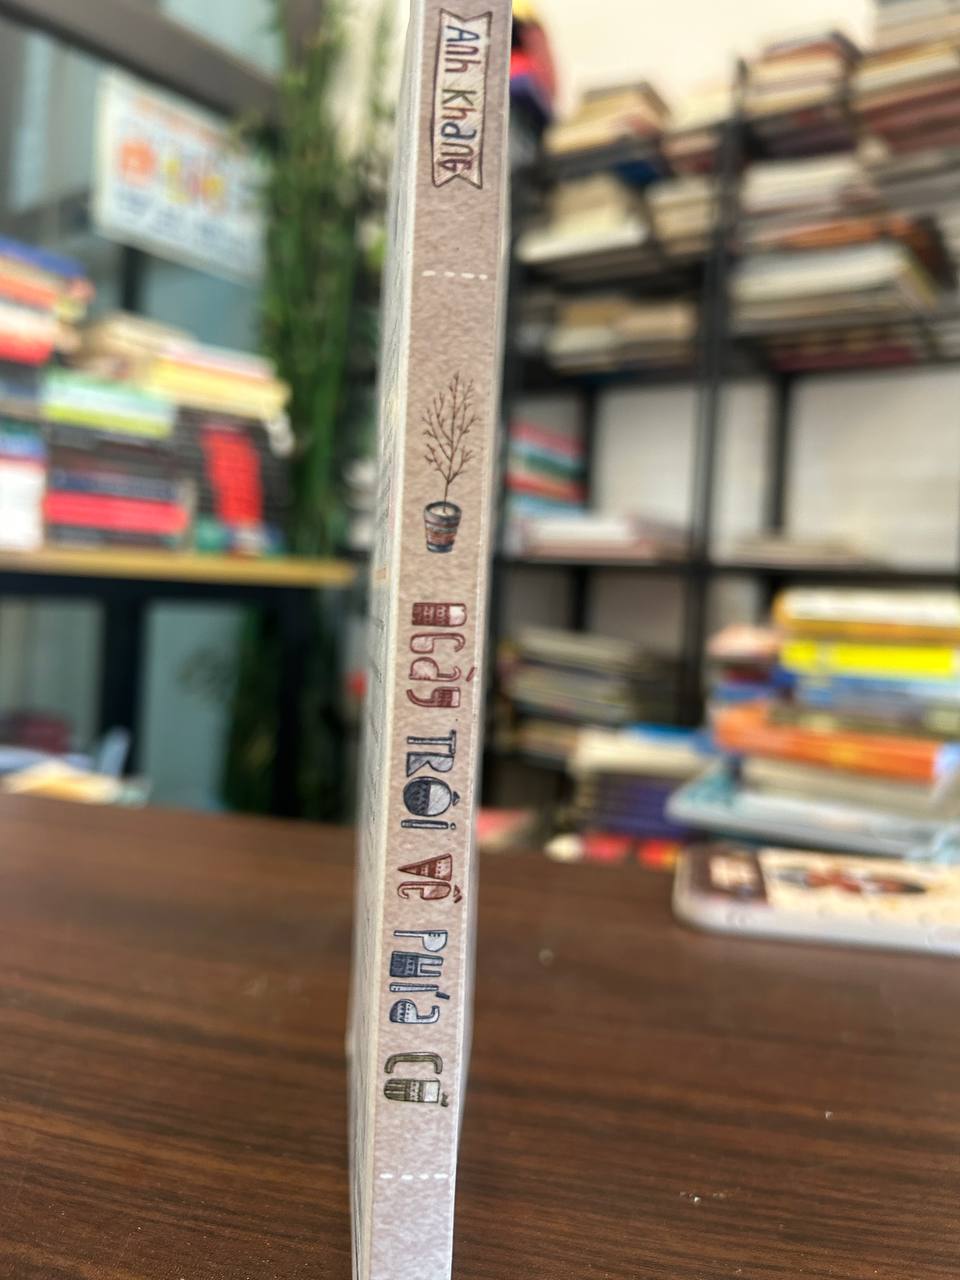 Anh Khang
NGÀY TRÔI VỀ PHÍA CŨ